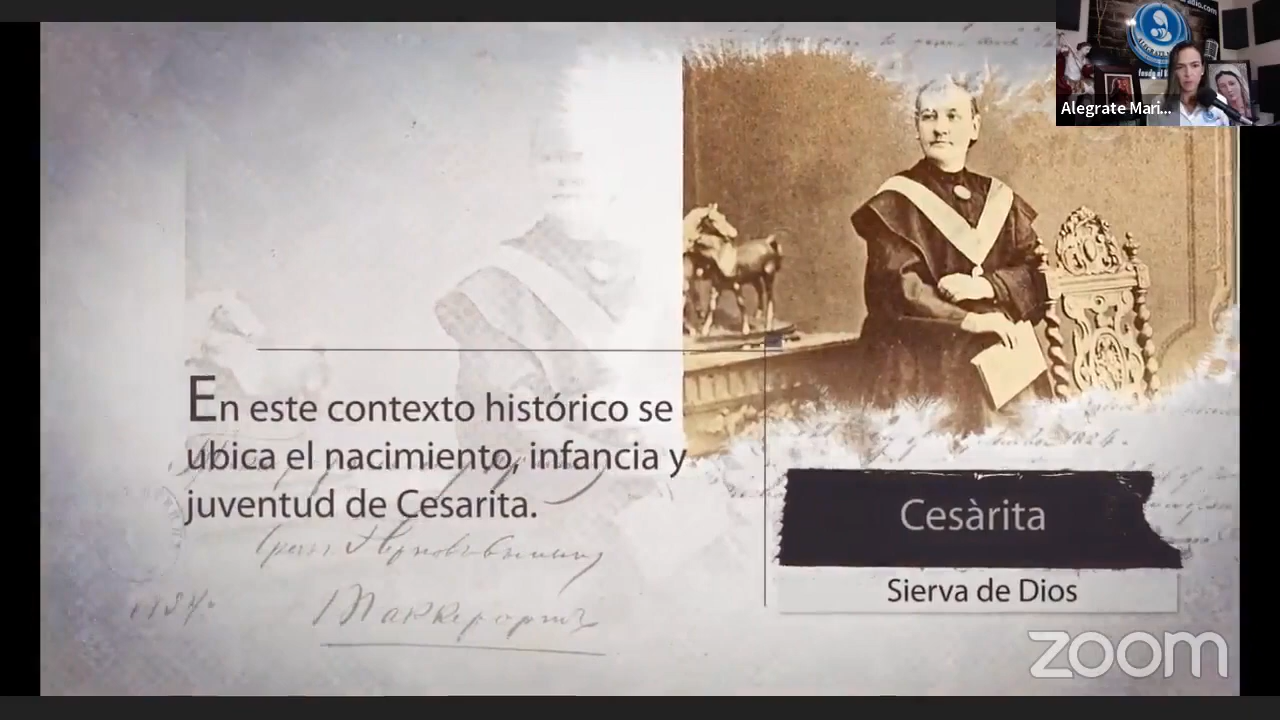 Alegrate Mari...
En este contexto histórico se
ubica el nacimiento, infancia y
juventud de Cesarita.
Cesàrita
Sierva de Dios
zoom